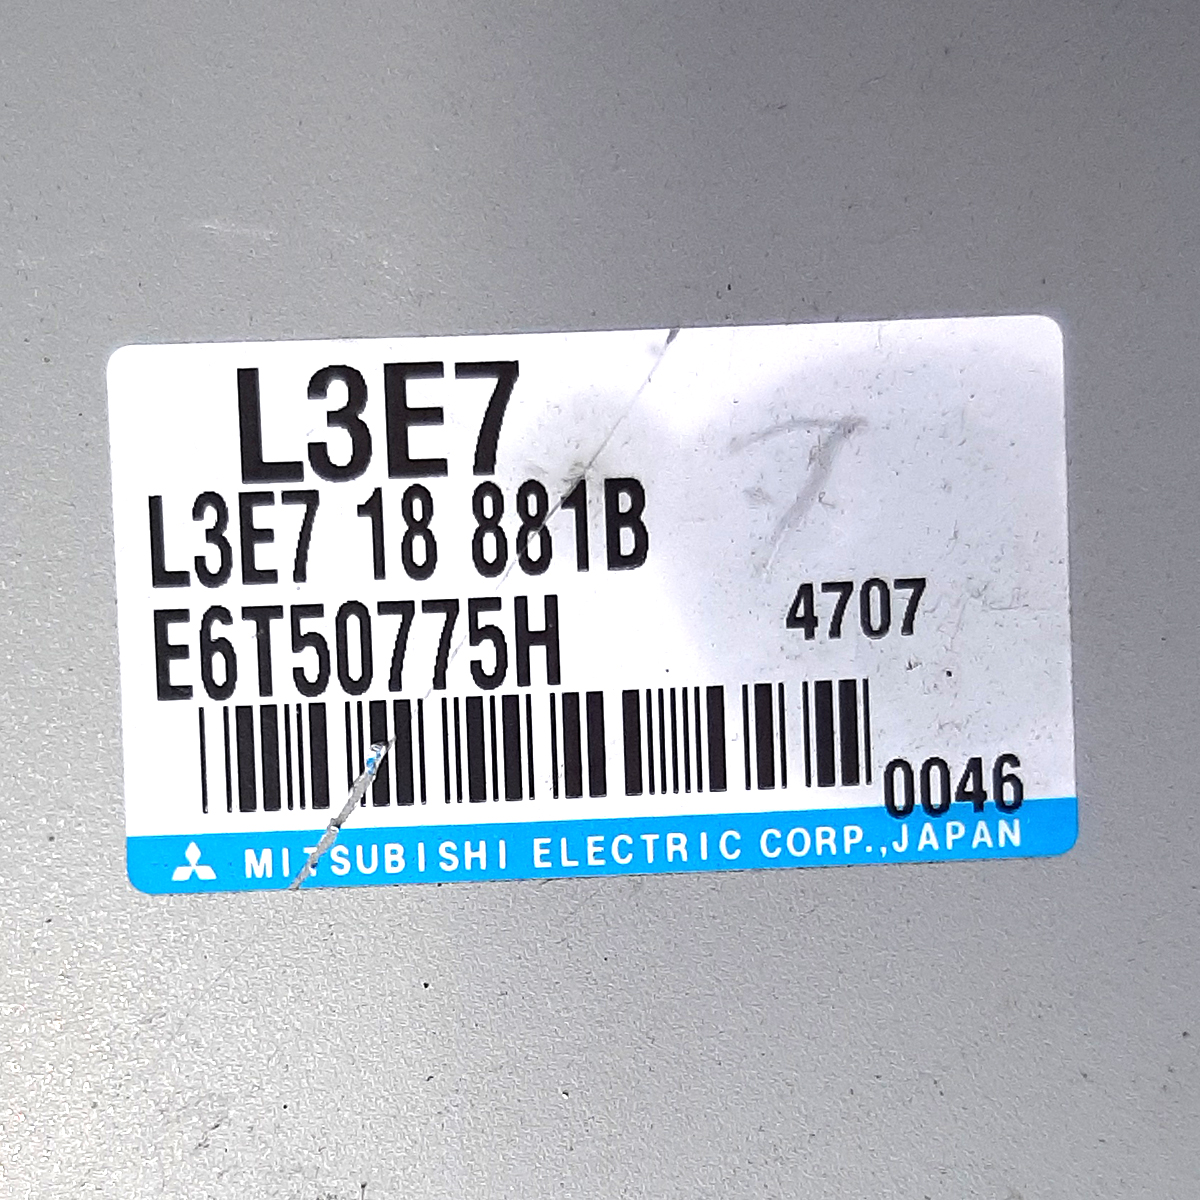 L3E7
L3E7 18 881B
E6T50775H 4707
0046
MITSUBISHI ELECTRIC CORP.,JAPAN